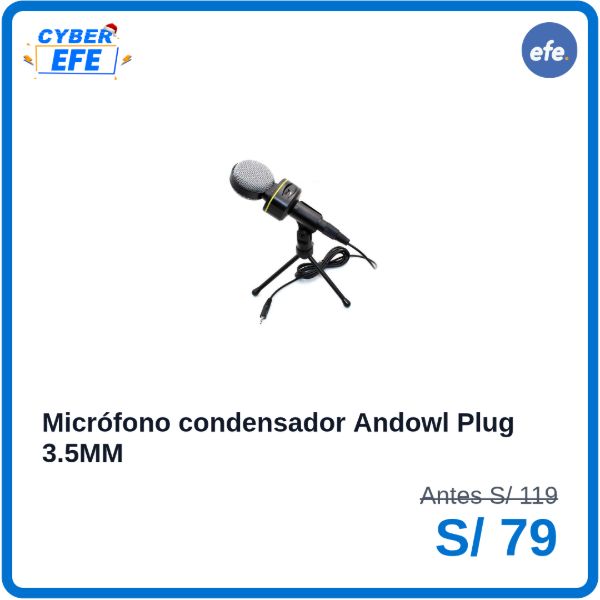 CYBER
EFE
efe.
Micrófono condensador Andowl Plug
3.5MM
Antes S/ 119
S/ 79